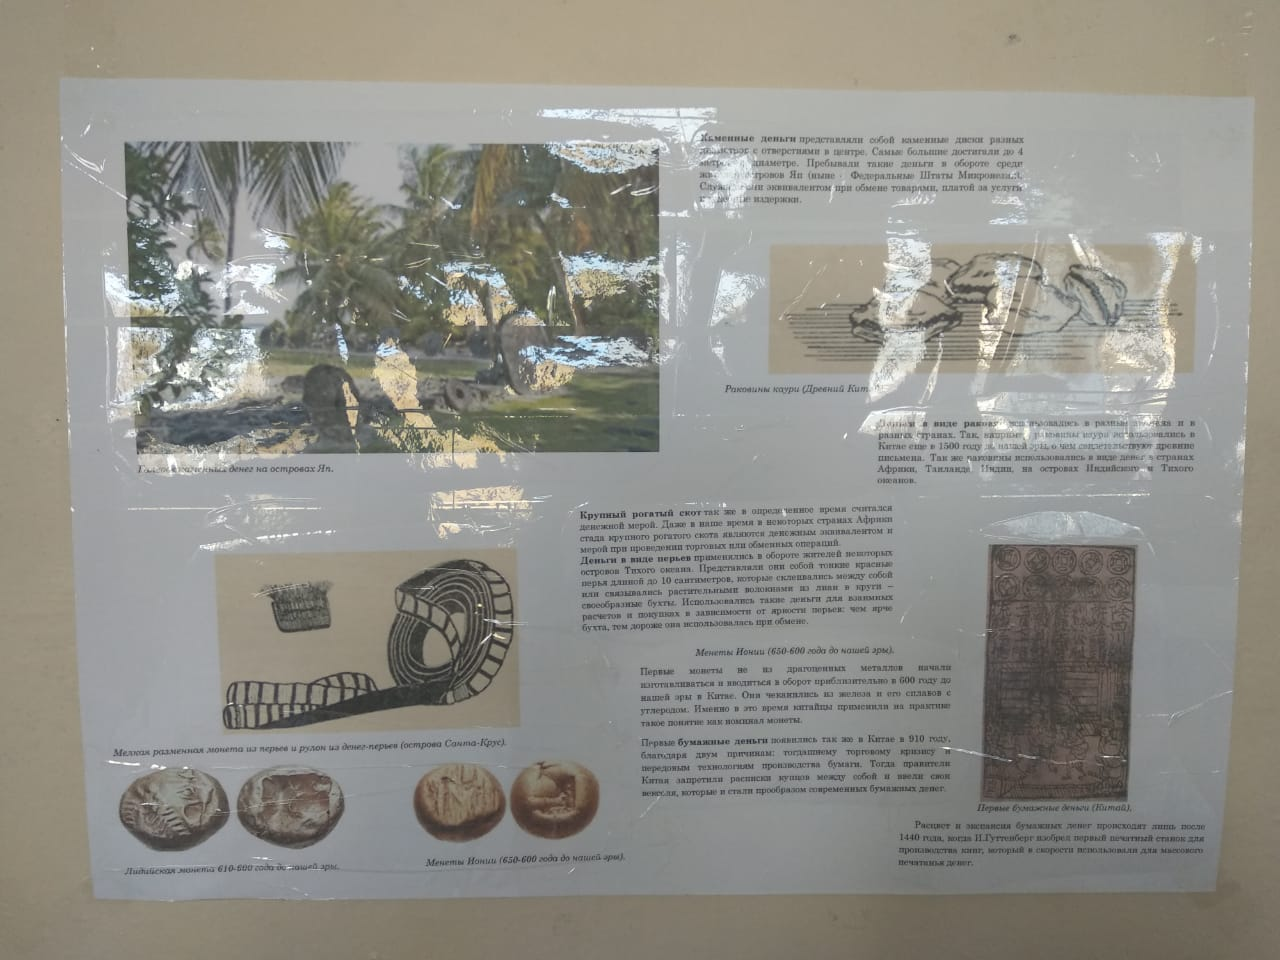 Каменные деньги представляли собой каменные диски разных
с отверстиями в центре. Самые большие достигали до 4
диаметре. Пребывали такие деньги в обороте среди
островов Яп (ныне - Федеральные Штаты Микронезии).
эквивалентом при обмене товарами, платой за услуги
издержки.
Раковины каури (Древний
в виде использовались в разные и в
разных странах. Так, раковины каури использовались в
Китае еще в 1500 году до нашей эры, о чем свидетельствуют древние
письмена. Так же раковины использовались в виде денег в странах
Африки, Таиланде, Индии, на островах Индийского и Тихого
океанов.
денег на островах Яп.
Крупный рогатый скот так же в определенное время считался
денежной мерой. Даже в наше время в некоторых странах Африки
стада крупного рогатого скота являются денежным эквивалентом и
мерой при проведении торговых или обменных операций.
Деньги в виде перьев применялись в обороте жителей некоторых
островов Тихого океана. Представляли они собой тонкие красные
перья длиной до 10 сантиметров, которые склеивались между собой
или связывались растительными волокнами из лиан в круги –
своеобразные бухты. Использовались такие деньги для взаимных
расчетов и покупках в зависимости от яркости перьев: чем ярче
бухта, тем дороже она использовалась при обмене.
Мелкая разменная монета из перьев и рулон из денег-перьев (острова Санта-Крус).
Менеты Ионии (650-600 года до нашей эры).
Первые монеты не из драгоценных металлов начали
изготавливаться и вводиться в оборот приблизительно в 600 году до
нашей эры в Китае. Они чеканились из железа и его сплавов с
углеродом. Именно в это время китайцы применили на практике
такое понятие как номинал монеты.
Первые бумажные деньги появились так же в Китае в 910 году,
благодаря двум причинам: тогдашнему торговому кризису и
передовым технологиям производства бумаги. Тогда правители
Китая запретили расписки купцов между собой и ввели свои
векселя, которые и стали прообразом современных бумажных денег.
Лидийская монета 610-600 года до нашей эры.
Менеты Ионии (650-600 года до нашей эры).
Первые бумажные деньги (Китай).
Расцвет и экспансия бумажных денег происходят лишь после
1440 года, когда И.Гуттенберг изобрел первый печатный станок для
производства книг, который в скорости использовали для массового
печатанья денег.